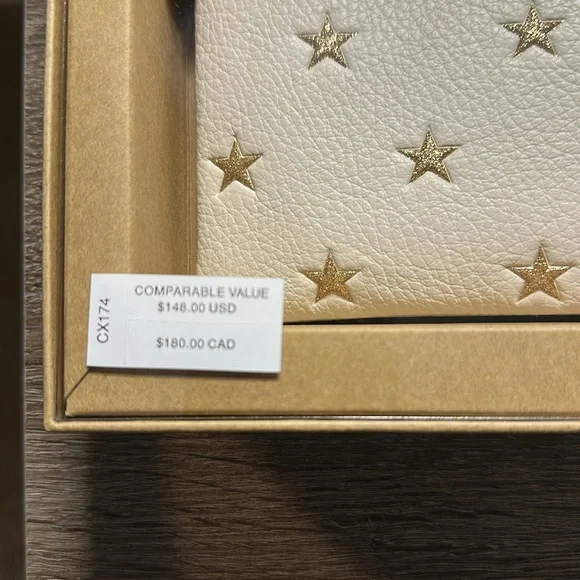 CX174
COMPARABLE VALUE
$148.00 USD
$180.00 CAD